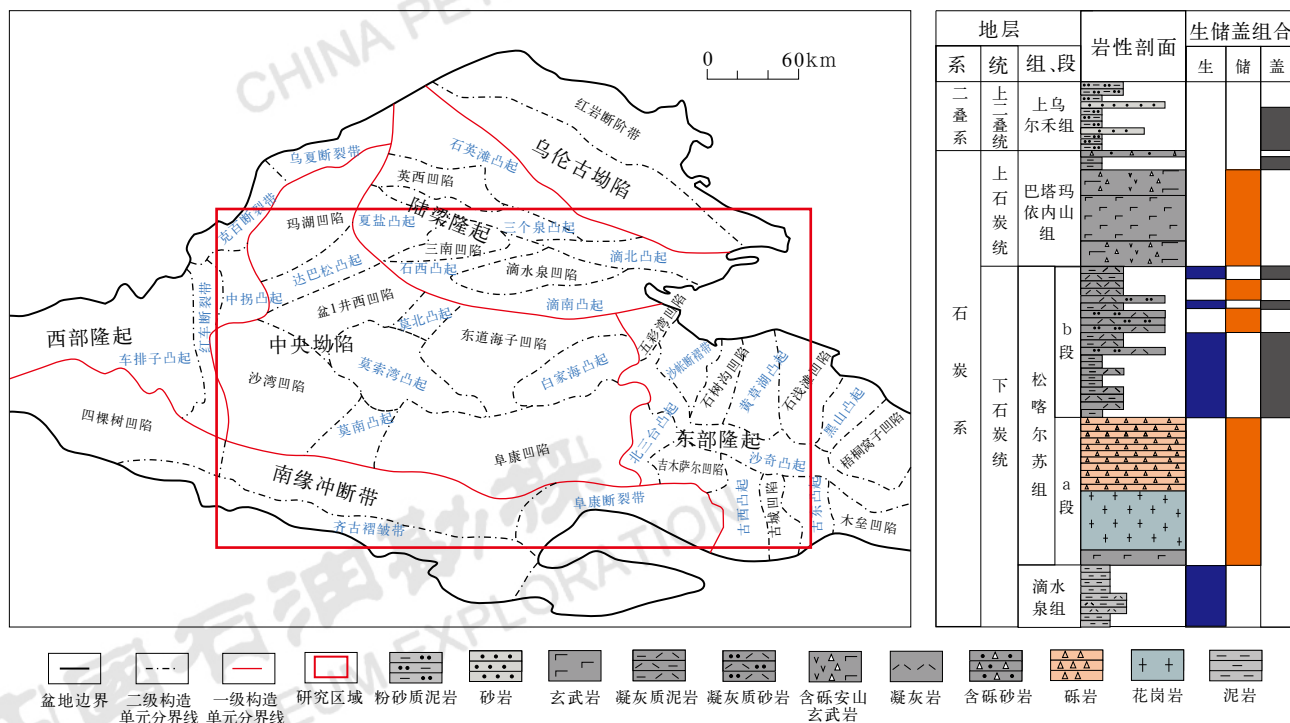 CHINA PE
0 60km
红岩断阶带
乌伦古坳陷
石英滩凸起
乌夏断裂带
英西凹陷
陆梁隆起
克百断裂带
玛湖凹陷
夏盐凸起
三个泉凸起
三南凹陷
滴北凸起
达巴松凸起
石西凸起
滴水泉凹陷
中拐凸起
红车断裂带
盆1井西凹陷
滴南凸起
莫北凸起
五彩湾凹陷
西部隆起
中央坳陷
东道海子凹陷
车排子凸起
莫索湾凸起
白家海凸起
沙帐断褶带
石树沟凹陷
黄草湖凸起
石浅滩凹陷
黑山凸起
梧桐窝子凹陷
沙湾凹陷
四棵树凹陷
莫南凸起
北三台凸起
东部隆起
阜康凹陷
吉木萨尔凹陷
沙奇凸起
南缘冲断带
阜康断裂带
古西凸起
古城凹陷
古东凸起
木垒凹陷
齐古褶皱带
中国石油勘探
EUM EXPLORATION
地层
岩性剖面
生储盖组合
系
统
组、段
生
储
盖
二叠系
上二叠统
上乌
尔禾组
石炭系
上石炭统
巴塔玛
依内山
组
下石炭统
松喀尔苏组
b段
a段
滴水
泉组
盆地边界
二级构造
单元分界线
一级构造
单元分界线
研究区域
粉砂质泥岩
砂岩
玄武岩
凝灰质泥岩
凝灰质砂岩
含砾安山
玄武岩
凝灰岩
含砾砂岩
砾岩
花岗岩
泥岩